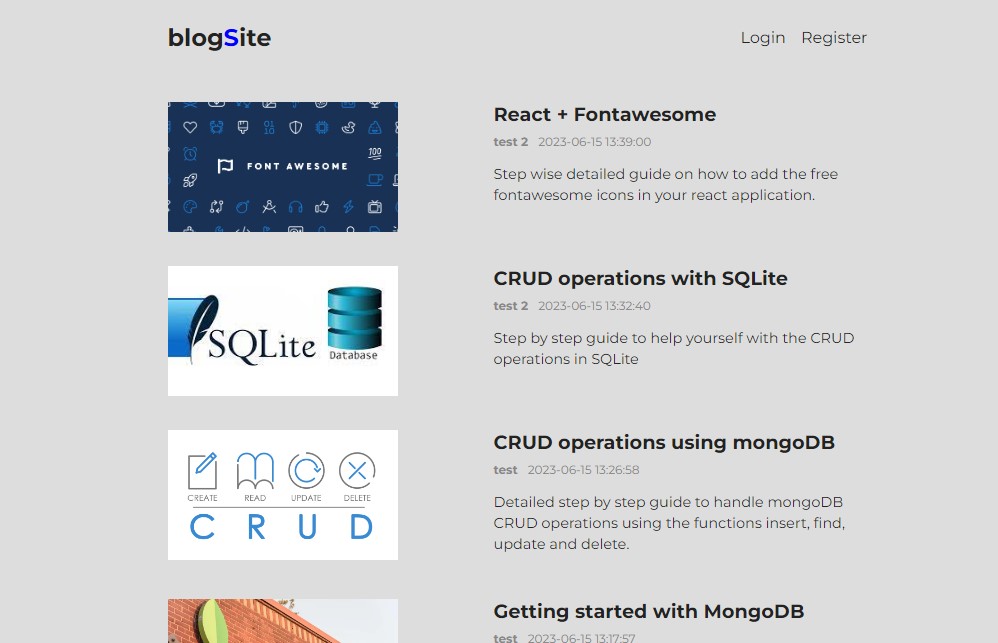 blogSite
Login Register
FONT AWESOME
React + Fontawesome
test 2 2023-06-15 13:39:00
Step wise detailed guide on how to add the free
fontawesome icons in your react application.
SQLite
Database
CRUD operations with SQLite
test 2 2023-06-15 13:32:40
Step by step guide to help yourself with the CRUD
operations in SQLite
CREATE READ UPDATE DELETE
C R U D
CRUD operations using mongoDB
test 2023-06-15 13:26:58
Detailed step by step guide to handle mongoDB
CRUD operations using the functions insert, find,
update and delete.
Getting started with MongoDB
test 2023-06-15 13:17:57